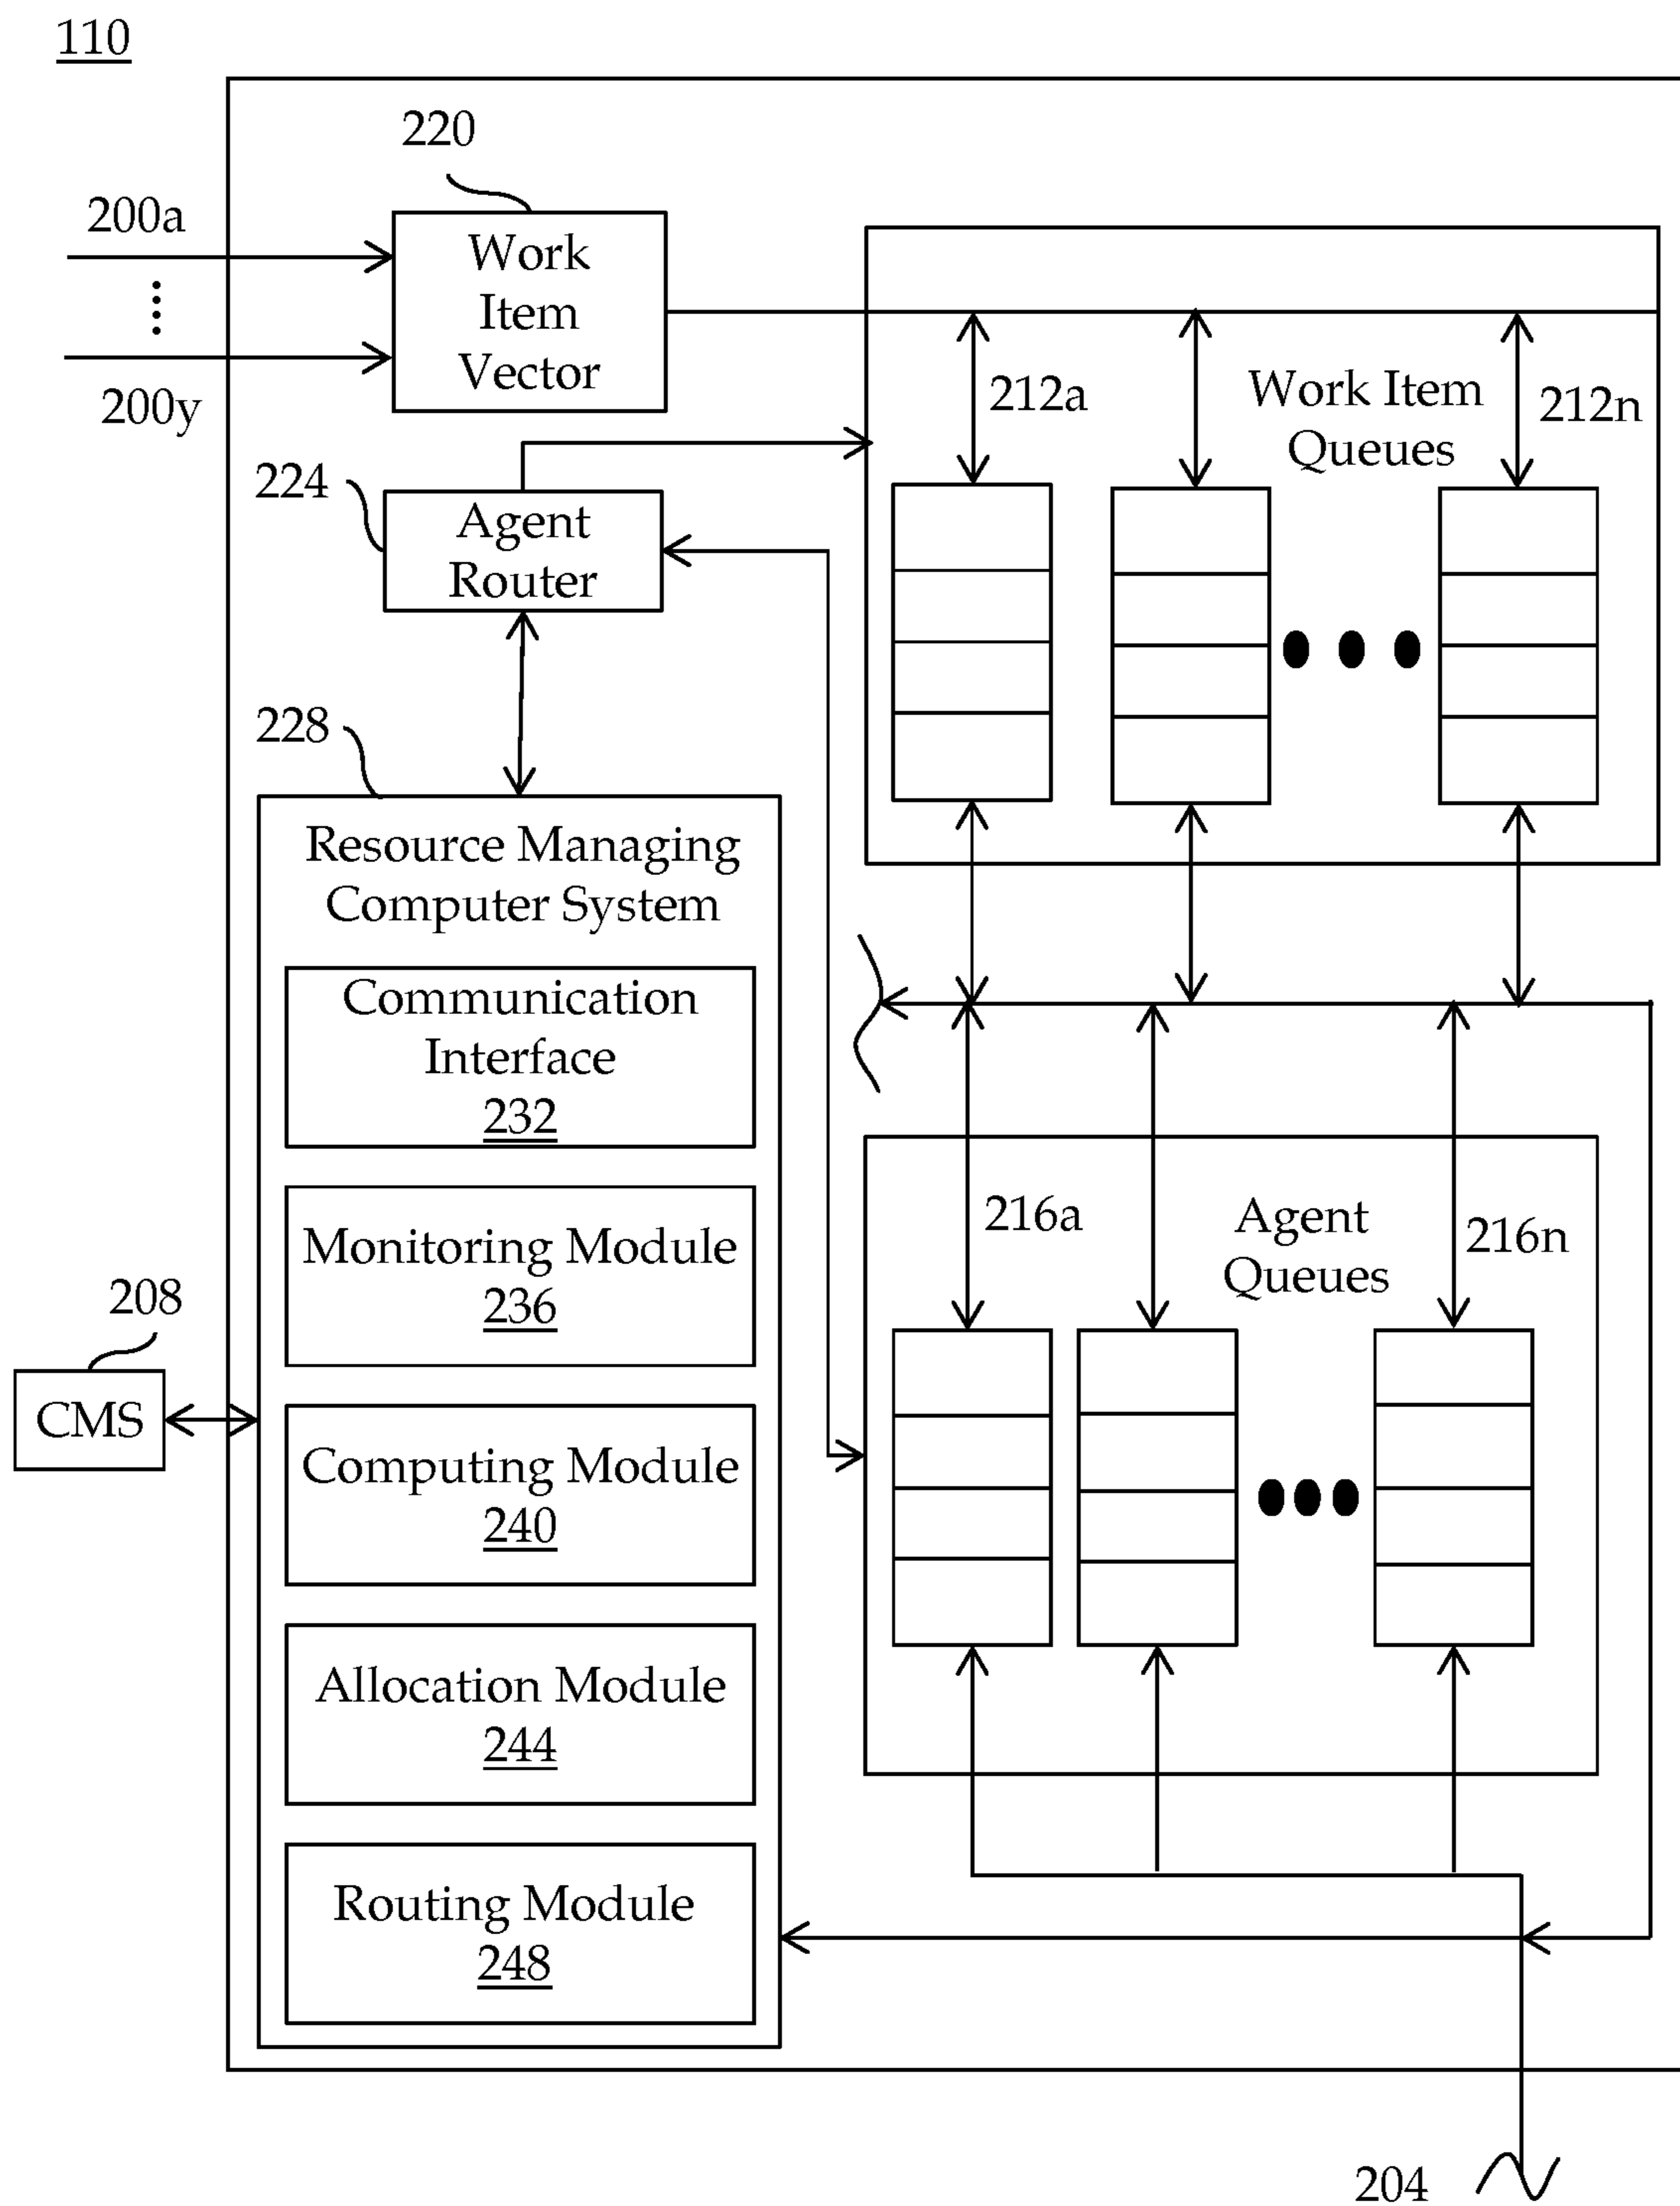 110
220
200a
200y
Work
Item
Vector
212a
Work Item
Queues
212n
224
Agent
Router
228
Resource Managing
Computer System
Communication
Interface
232
Monitoring Module
236
Computing Module
240
Allocation Module
244
Routing Module
248
208
CMS
216a
Agent
Queues
216n
204